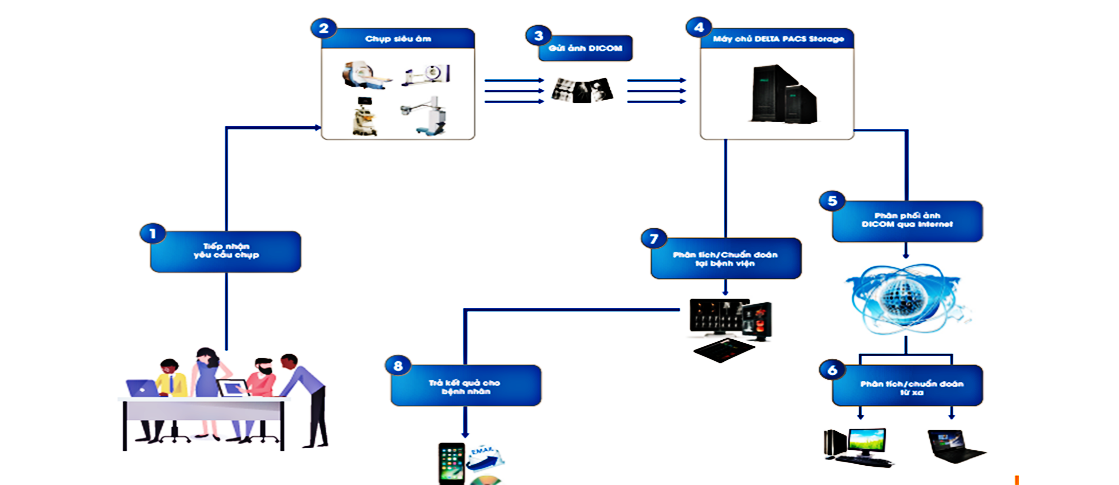 1
Tiếp nhận
yêu cầu chụp
2
Chụp siêu âm
3
Gửi ảnh DICOM
4
Máy chủ DELTA PACS Storage
5
Phân phối ảnh
DICOM qua Internet
6
Phân tích/chuẩn đoán
từ xa
7
Phân tích/Chuẩn đoán
tại bệnh viện
8
Trả kết quả cho
bệnh nhân
EMAIL